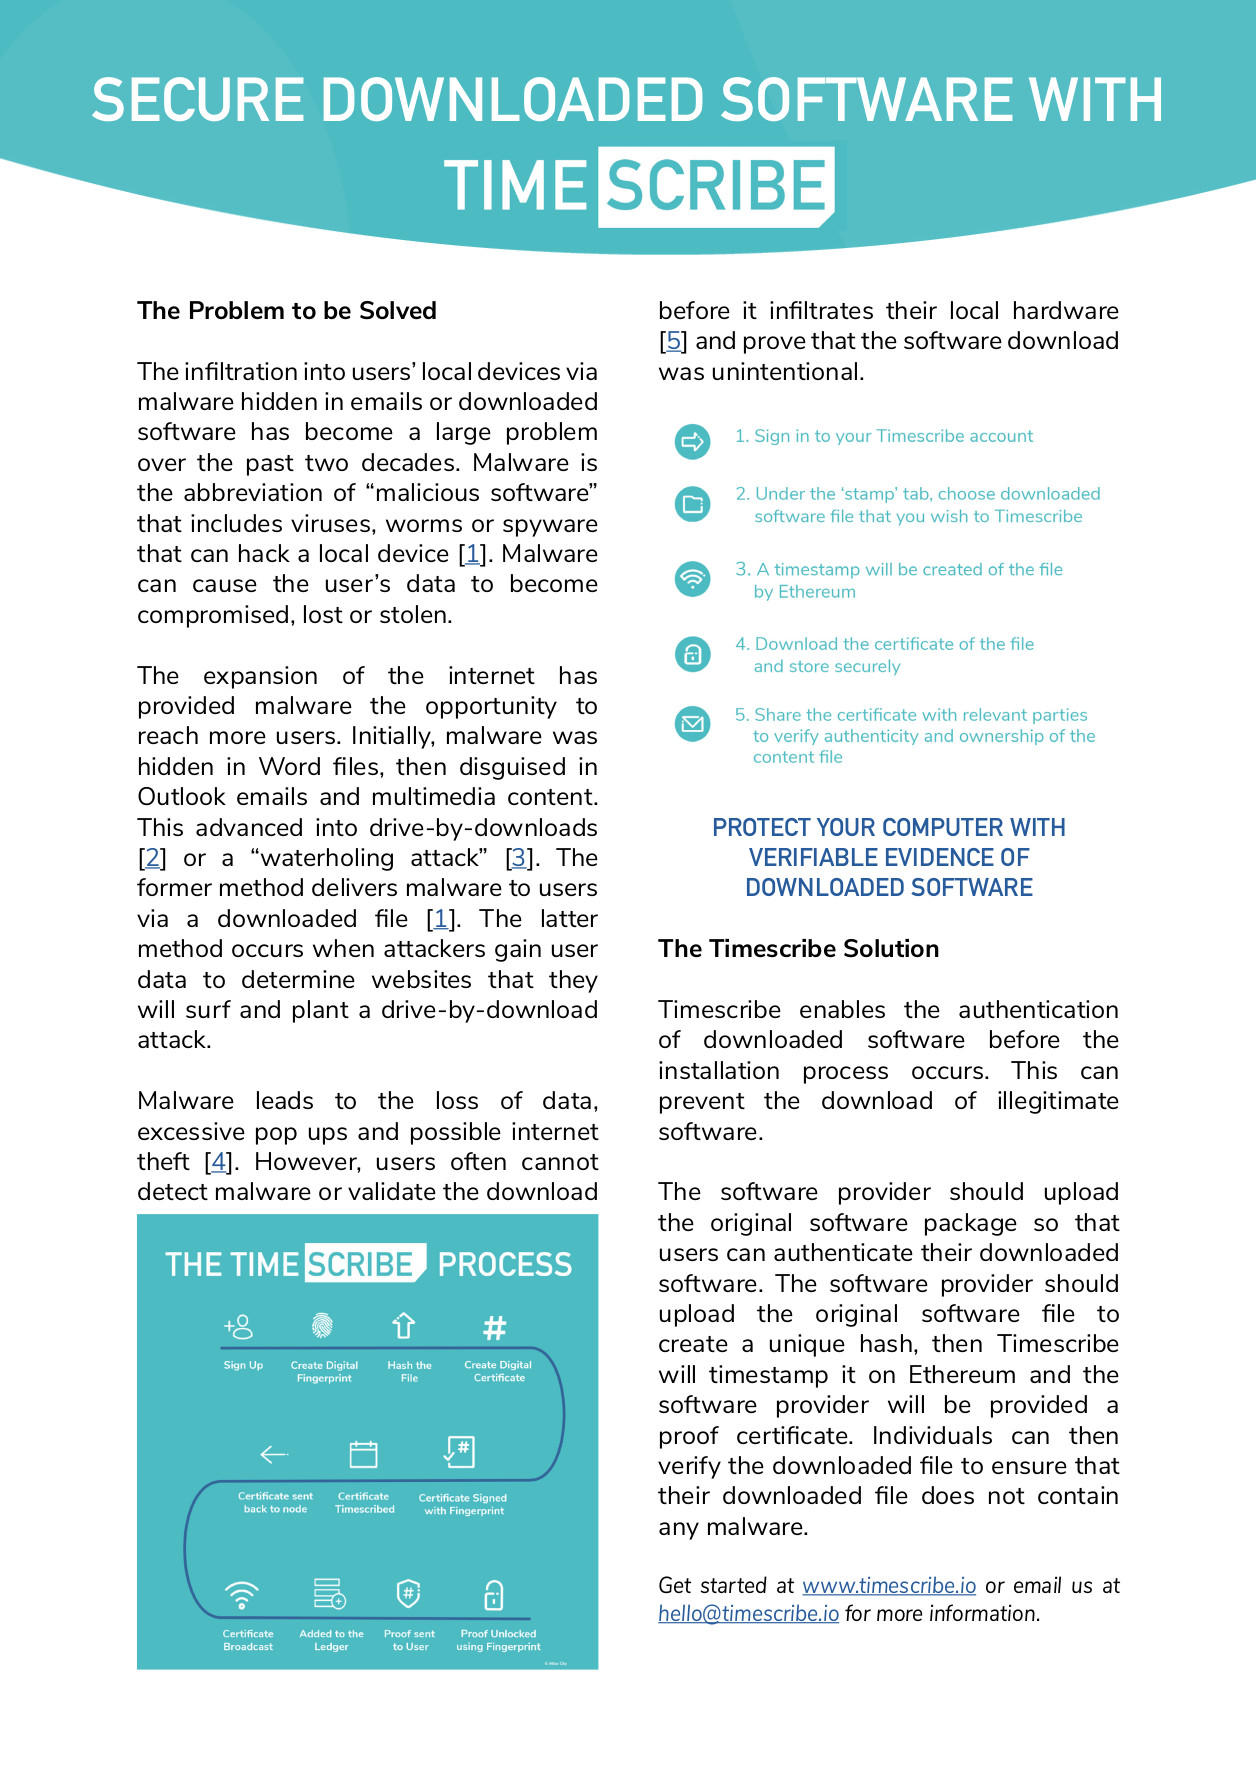 SECURE DOWNLOADED SOFTWARE WITH
TIME SCRIBE
The Problem to be Solved
The infiltration into users’ local devices via
malware hidden in emails or downloaded
software has become a large problem
over the past two decades. Malware is
the abbreviation of “malicious software”
that includes viruses, worms or spyware
that can hack a local device [1]. Malware
can cause the user’s data to become
compromised, lost or stolen.
The expansion of the internet has
provided malware the opportunity to
reach more users. Initially, malware was
hidden in Word files, then disguised in
Outlook emails and multimedia content.
This advanced into drive-by-downloads
[2] or a “waterholing attack” [3]. The
former method delivers malware to users
via a downloaded file [1]. The latter
method occurs when attackers gain user
data to determine websites that they
will surf and plant a drive-by-download
attack.
Malware leads to the loss of data,
excessive pop ups and possible internet
theft [4]. However, users often cannot
detect malware or validate the download
THE TIME SCRIBE PROCESS
Sign Up
Create Digital
Fingerprint
Hash the
File
Create Digital
Certificate
Certificate sent
back to node
Certificate
Timescribed
Certificate Signed
with Fingerprint
Certificate
Broadcast
Added to the
Ledger
Proof sent
to User
Proof Unlocked
using Fingerprint
before it infiltrates their local hardware
[5] and prove that the software download
was unintentional.
1. Sign in to your Timescribe account
2. Under the ‘stamp’ tab, choose downloaded
software file that you wish to Timescribe
3. A timestamp will be created of the file
by Ethereum
4. Download the certificate of the file
and store securely
5. Share the certificate with relevant parties
to verify authenticity and ownership of the
content file
PROTECT YOUR COMPUTER WITH
VERIFIABLE EVIDENCE OF
DOWNLOADED SOFTWARE
The Timescribe Solution
Timescribe enables the authentication
of downloaded software before the
installation process occurs. This can
prevent the download of illegitimate
software.
The software provider should upload
the original software package so that
users can authenticate their downloaded
software. The software provider should
upload the original software file to
create a unique hash, then Timescribe
will timestamp it on Ethereum and the
software provider will be provided a
proof certificate. Individuals can then
verify the downloaded file to ensure that
their downloaded file does not contain
any malware.
Get started at www.timescribe.io or email us at
hello@timescribe.io for more information.